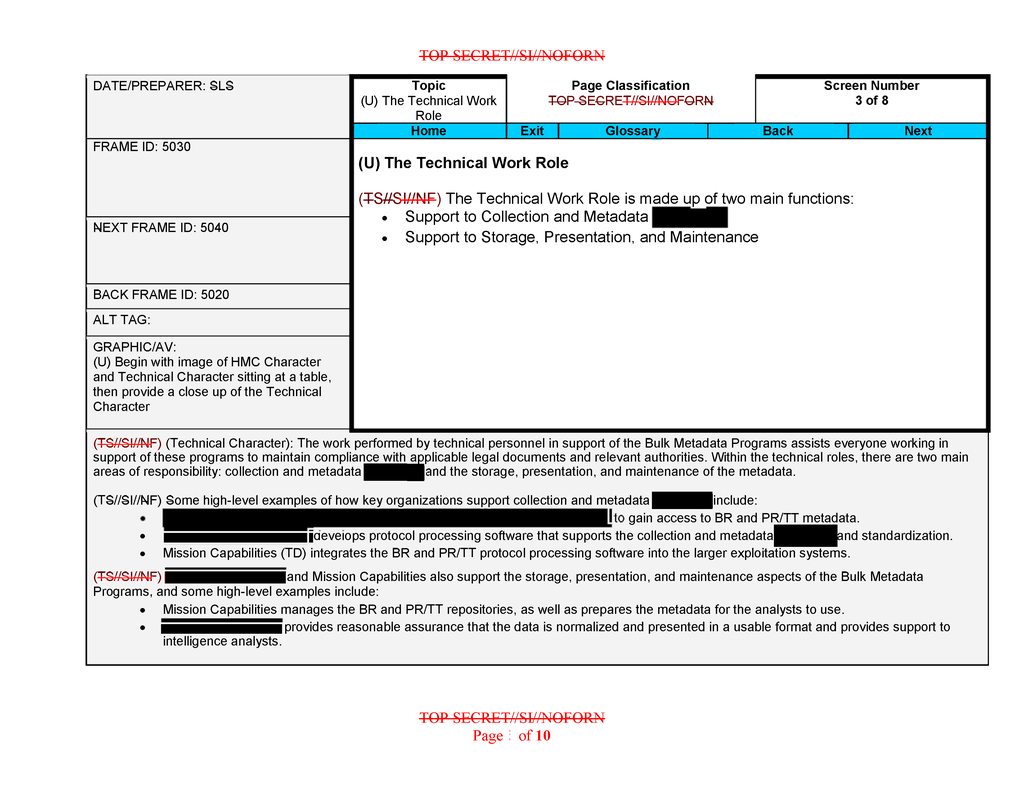 TOP SECRET//SI//NOFORN
DATE/PREPARER: SLS
Topic
(U) The Technical Work
Role
Page Classification
TOP SECRET//SI//NOFORN
Screen Number
3 of 8
Home Exit Glossary Back Next
FRAME ID: 5030
NEXT FRAME ID: 5040
BACK FRAME ID: 5020
ALT TAG:
GRAPHIC/AV:
(U) Begin with image of HMC Character
and Technical Character sitting at a table,
then provide a close up of the Technical
Character
(U) The Technical Work Role
(TS//SI//NF) The Technical Work Role is made up of two main functions:
• Support to Collection and Metadata
• Support to Storage, Presentation, and Maintenance
(TS//SI//NF) (Technical Character): The work performed by technical personnel in support of the Bulk Metadata Programs assists everyone working in
support of these programs to maintain compliance with applicable legal documents and relevant authorities. Within the technical roles, there are two main
areas of responsibility: collection and metadata and the storage, presentation, and maintenance of the metadata.
(TS//SI//NF) Some high-level examples of how key organizations support collection and metadata include:
• to gain access to BR and PR/TT metadata.
• develops protocol processing software that supports the collection and metadata and standardization.
• Mission Capabilities (TD) integrates the BR and PR/TT protocol processing software into the larger exploitation systems.
(TS//SI//NF) and Mission Capabilities also support the storage, presentation, and maintenance aspects of the Bulk Metadata
Programs, and some high-level examples include:
• Mission Capabilities manages the BR and PR/TT repositories, as well as prepares the metadata for the analysts to use.
• provides reasonable assurance that the data is normalized and presented in a usable format and provides support to
intelligence analysts.
TOP SECRET//SI//NOFORN
Page of 10